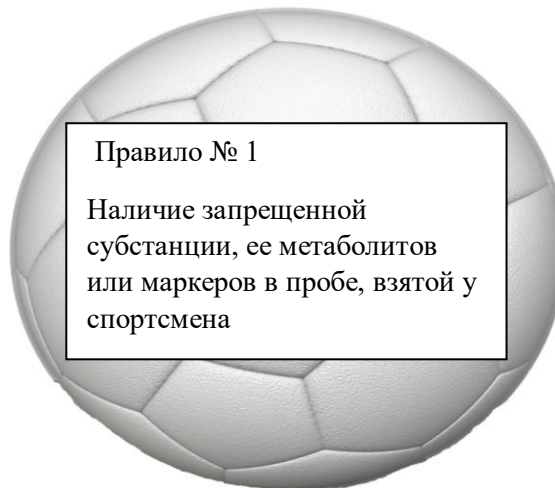 Правило № 1
Наличие запрещенной
субстанции, ее метаболитов
или маркеров в пробе, взятой у
спортсмена